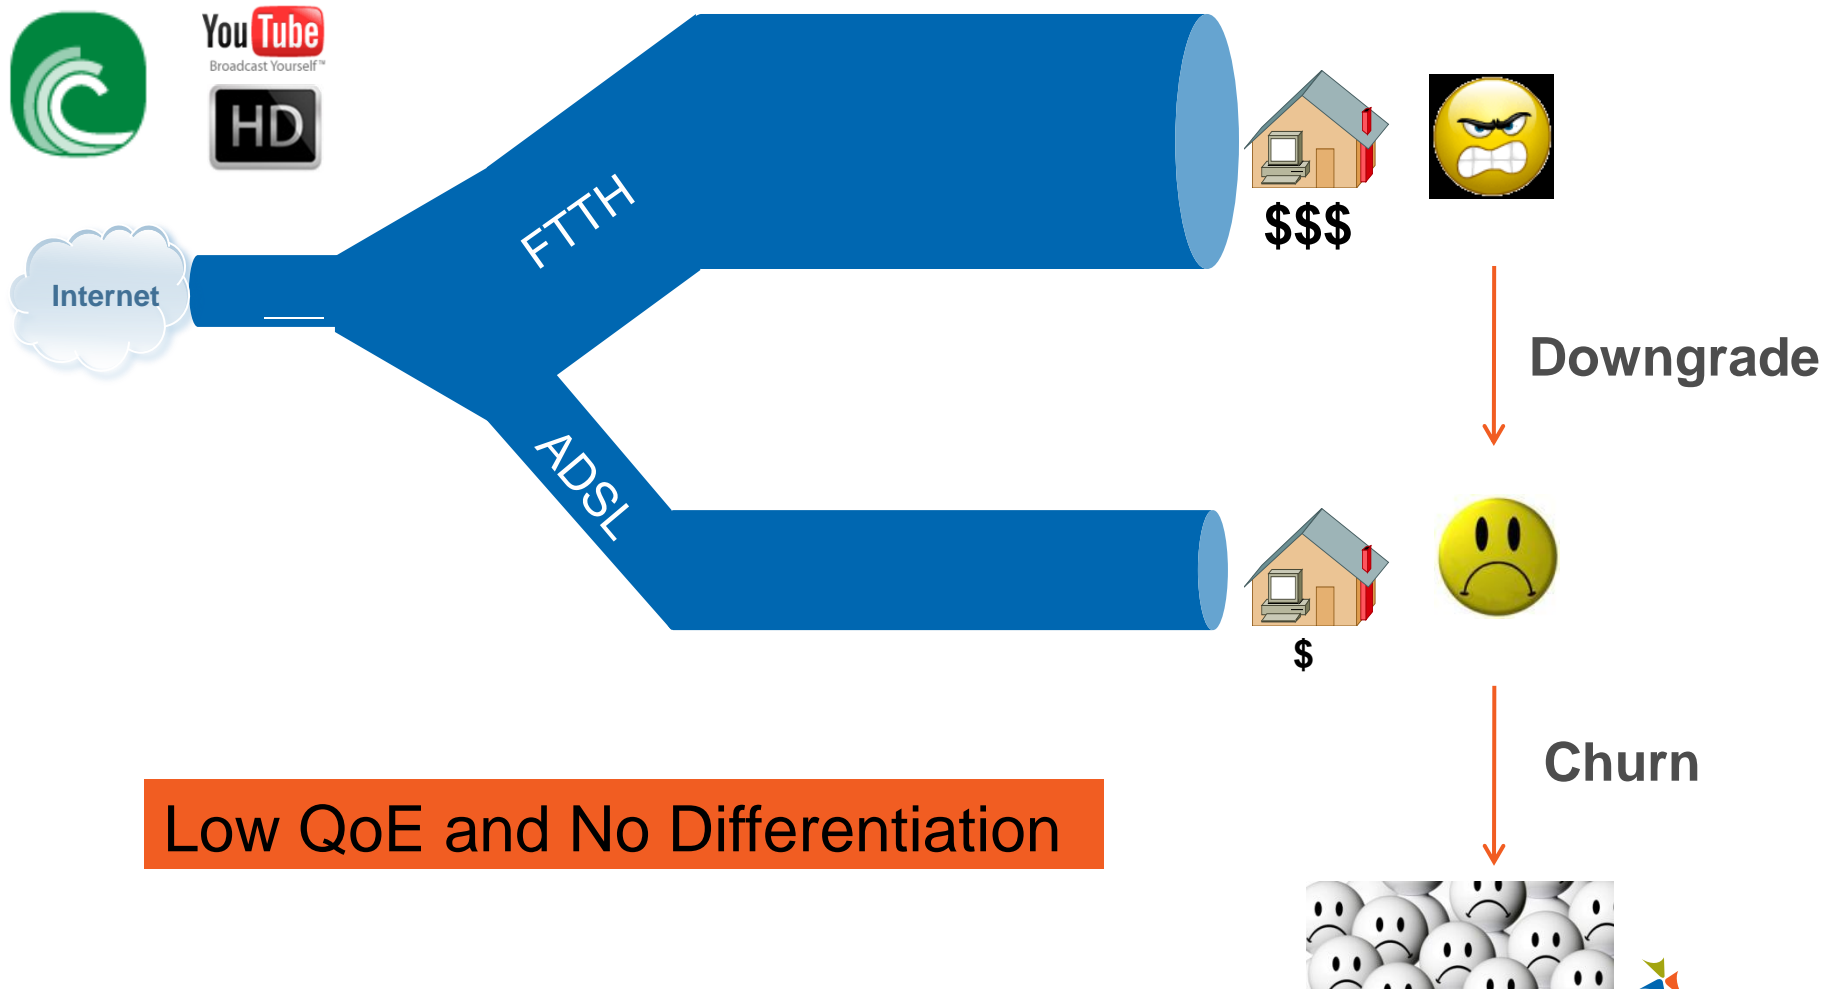 You Tube
Broadcast Yourself™
HD
FTTH
$$$
Internet
Downgrade
ADSL
$
Churn
Low QoE and No Differentiation